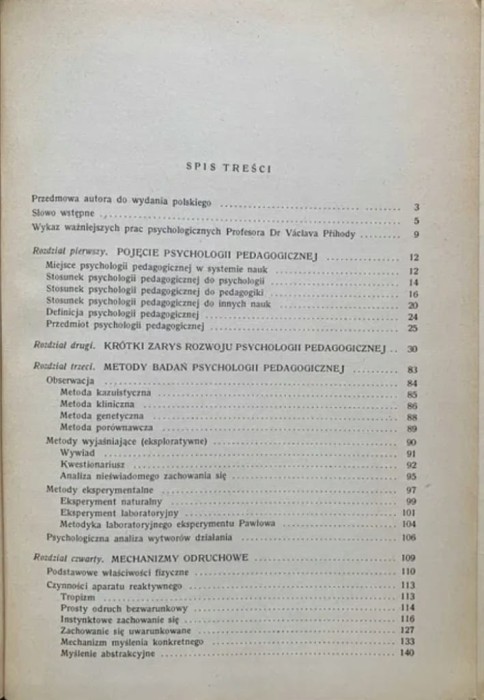 SPIS TREŚCI
Przedmowa autora do wydania polskiego 3
Słowo wstępne 5
Wykaz ważniejszych prac psychologicznych Profesora Dr Václava Příhody 9
Rozdział pierwszy. POJĘCIE PSYCHOLOGII PEDAGOGICZNEJ 12
Miejsce psychologii pedagogicznej w systemie nauk 12
Stosunek psychologii pedagogicznej do psychologii 14
Stosunek psychologii pedagogicznej do pedagogiki 16
Stosunek psychologii pedagogicznej do innych nauk 20
Definicja psychologii pedagogicznej 24
Przedmiot psychologii pedagogicznej 25
Rozdział drugi. KRÓTKI ZARYS ROZWOJU PSYCHOLOGII PEDAGOGICZNEJ 30
Rozdział trzeci. METODY BADAŃ PSYCHOLOGII PEDAGOGICZNEJ 83
Obserwacja 84
Metoda kazuistyczna 85
Metoda kliniczna 86
Metoda genetyczna 88
Metoda porównawcza 89
Metody wyjaśniające (eksploratywne) 90
Wywiad 91
Kwestionariusz 92
Analiza nieświadomego zachowania się 95
Metody eksperymentalne 97
Eksperyment naturalny 99
Eksperyment laboratoryjny 101
Metodyka laboratoryjnego eksperymentu Pawłowa 104
Psychologiczna analiza wytworów działania 106
Rozdział czwarty. MECHANIZMY ODRUCHOWE 109
Podstawowe właściwości fizyczne 110
Czynności aparatu reaktywnego 113
Tropizm 113
Prosty odruch bezwarunkowy 114
Instynktowe zachowanie się 116
Zachowanie się uwarunkowane 127
Mechanizm myślenia konkretnego 133
Myślenie abstrakcyjne 140